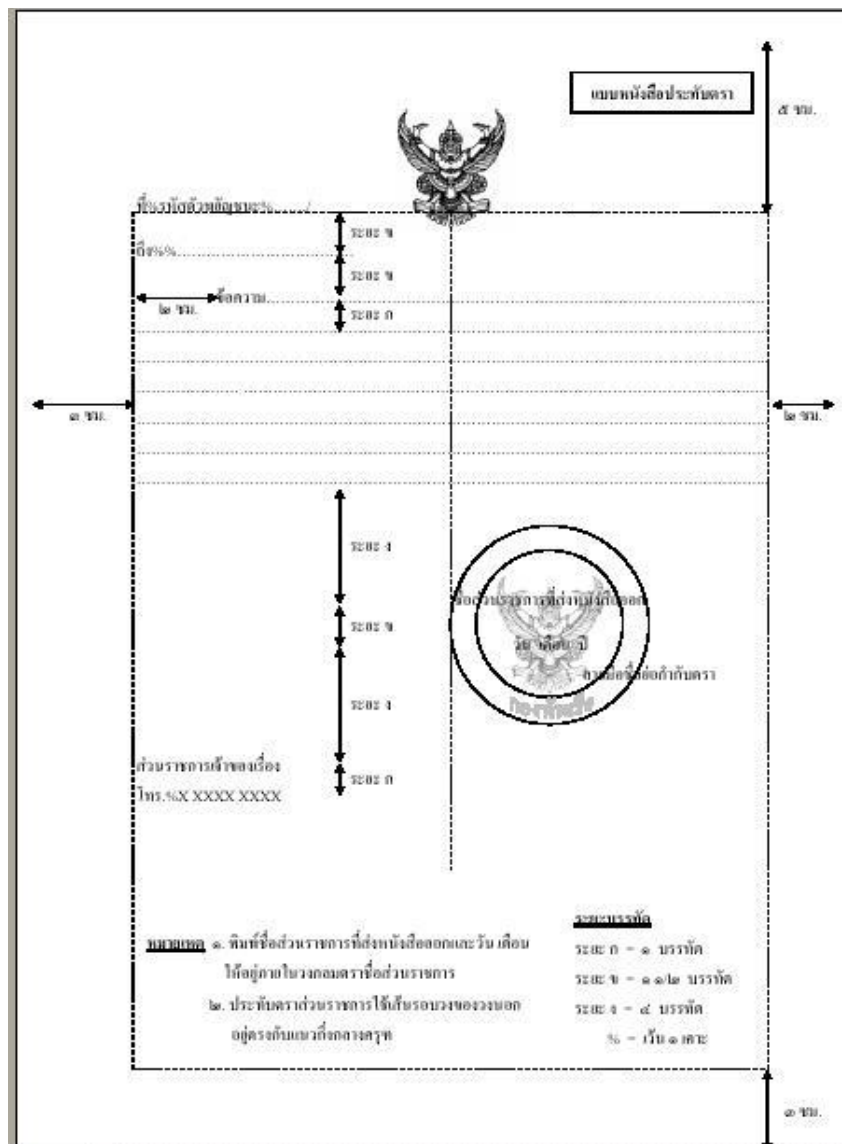 แบบหนังสือประทับตรา
๕ ซม.
ที่%รหัสตัวพยัญชนะ%......../
ระยะ ข
ถึง%%
ระยะ ข
ข้อความ
๒ ซม.
ระยะ ก
๓ ซม.
๒ ซม.
ระยะ ง
ชื่อส่วนราชการที่ส่งหนังสือออก
ระยะ ข
วัน เดือน ปี
ลายมือชื่อย่อกำกับตรา
ระยะ ง
ส่วนราชการเจ้าของเรื่อง
ระยะ ก
โทร.%X XXXX XXXX
หมายเหตุ ๑. พิมพ์ชื่อส่วนราชการที่ส่งหนังสือออกและวัน เดือน
ให้อยู่ภายในวงกลมตราชื่อส่วนราชการ
๒. ประทับตราส่วนราชการใช้เส้นรอบวงของวงนอก
อยู่ตรงกับแนวกึ่งกลางครุฑ
ระยะบรรทัด
ระยะ ก = ๑ บรรทัด
ระยะ ข = ๑ ๑/๒ บรรทัด
ระยะ ง = ๔ บรรทัด
% = เว้น ๑ เคาะ
๓ ซม.